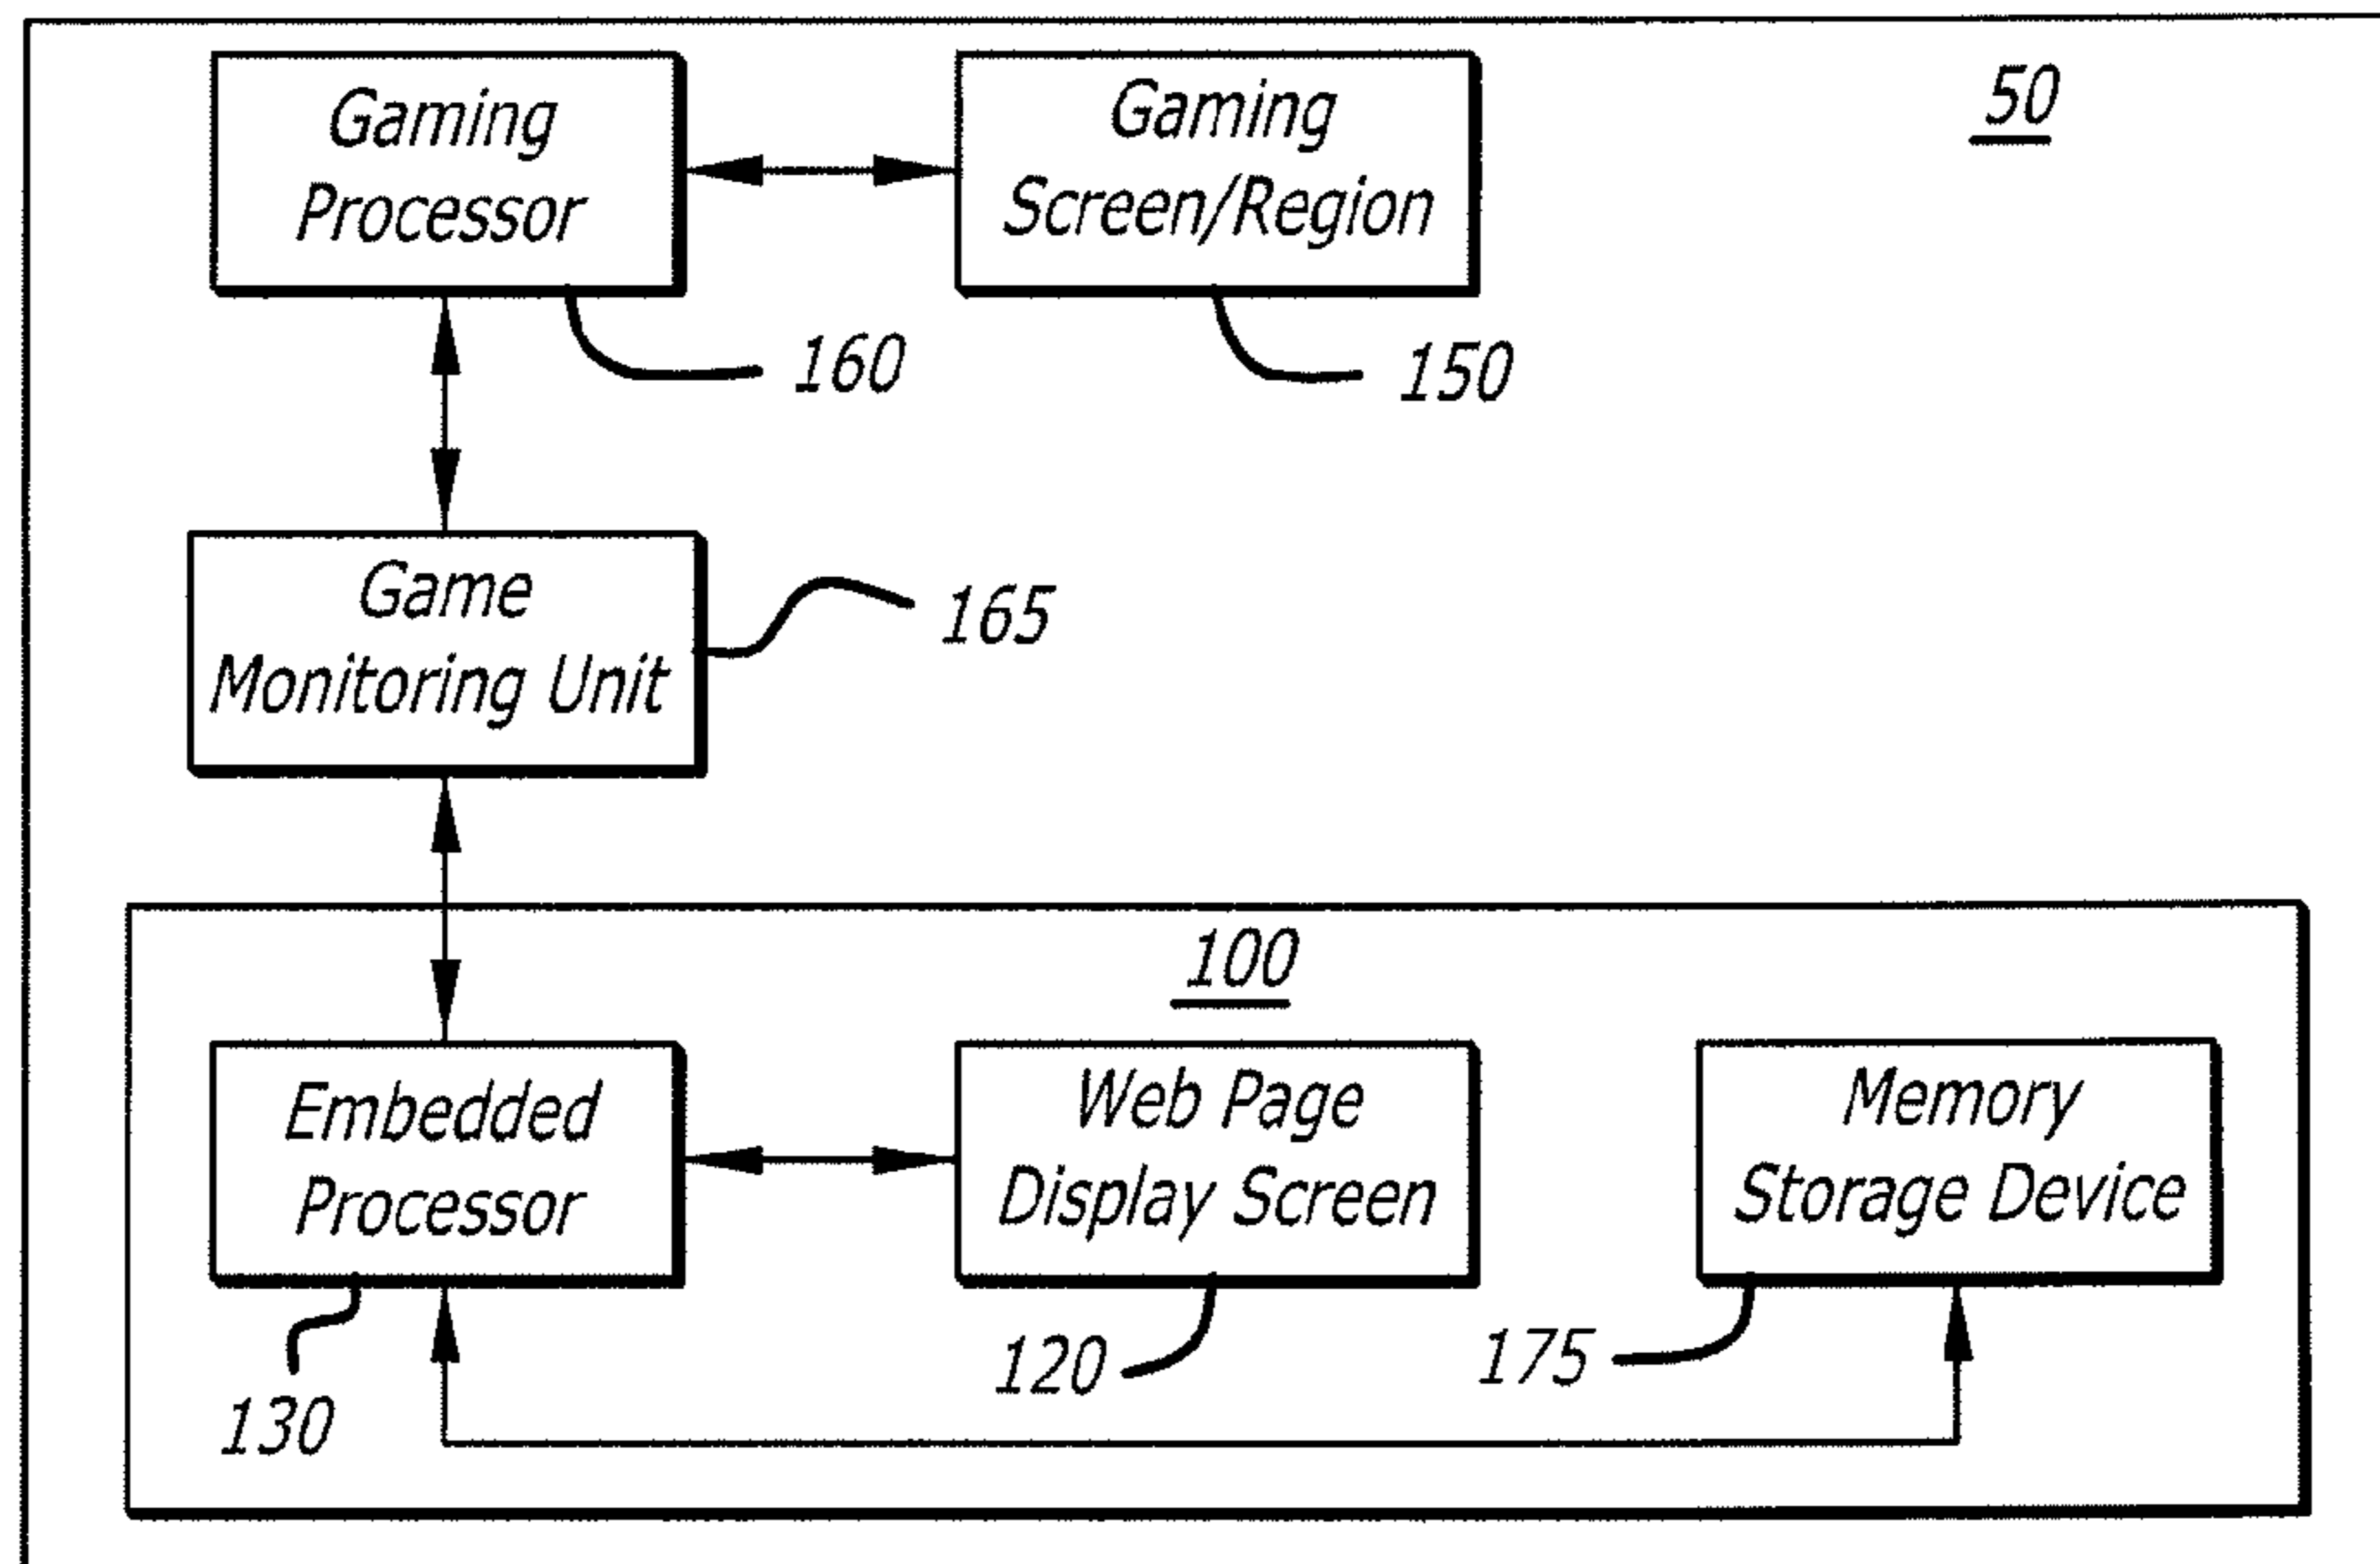 Gaming
Processor
Gaming
Screen/Region
50
160
150
Game
Monitoring Unit
165
100
Embedded
Processor
Web Page
Display Screen
Memory
Storage Device
130
120
175